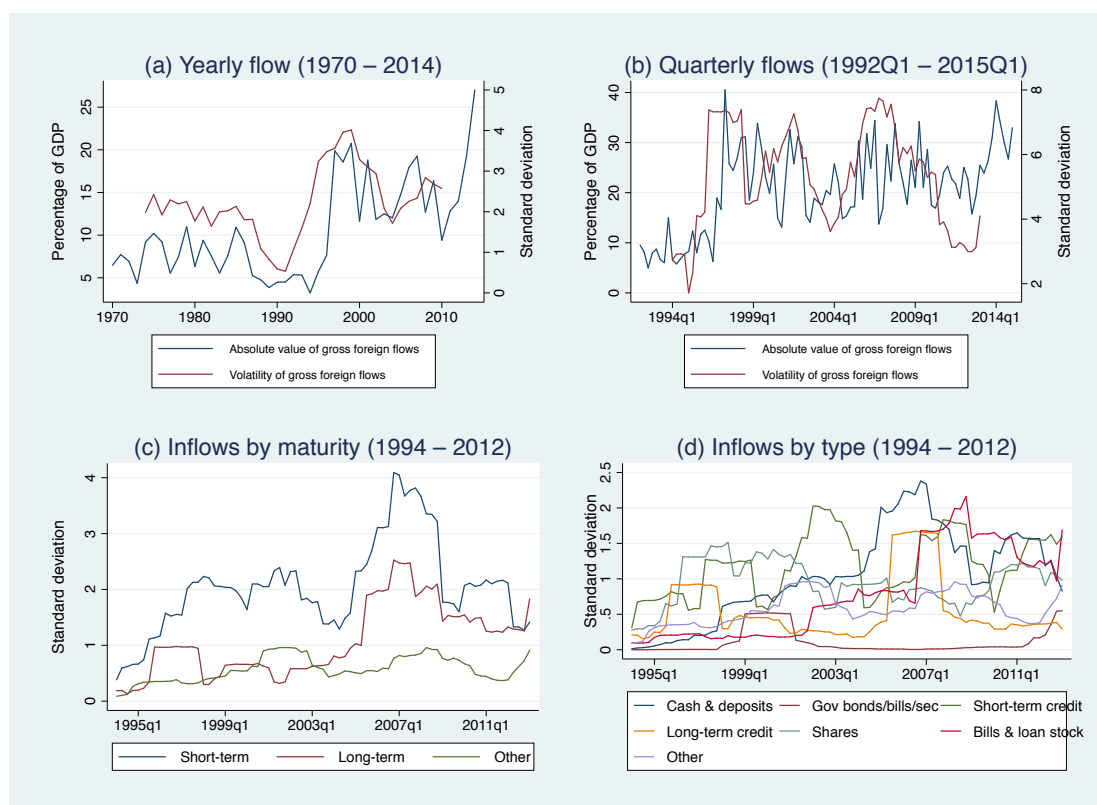 (a) Yearly flow (1970 – 2014)
Percentage of GDP
25
20
15
10
5
5
4
3
2
1
0
Standard deviation
1970 1980 1990 2000 2010
Absolute value of gross foreign flows
Volatility of gross foreign flows
(b) Quarterly flows (1992Q1 – 2015Q1)
Percentage of GDP
40
30
20
10
0
8
6
4
2
Standard deviation
1994q1 1999q1 2004q1 2009q1 2014q1
Absolute value of gross foreign flows
Volatility of gross foreign flows
(c) Inflows by maturity (1994 – 2012)
Standard deviation
4
3
2
1
0
1995q1 1999q1 2003q1 2007q1 2011q1
Short-term Long-term Other
(d) Inflows by type (1994 – 2012)
Standard deviation
2.5
2
1.5
1
.5
0
1995q1 1999q1 2003q1 2007q1 2011q1
Cash & deposits Gov bonds/bills/sec Short-term credit
Long-term credit Shares Bills & loan stock
Other